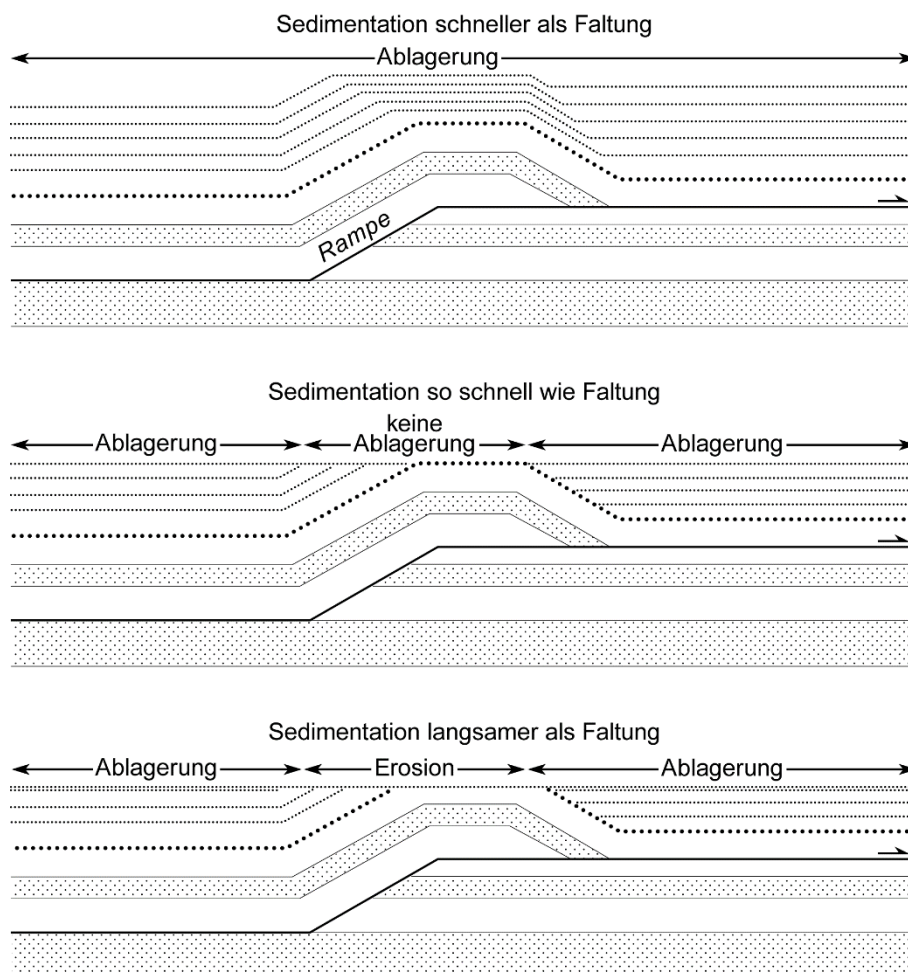 Sedimentation schneller als Faltung
Ablagerung
Rampe
Sedimentation so schnell wie Faltung
keine
Ablagerung Ablagerung Ablagerung
Sedimentation langsamer als Faltung
Ablagerung Erosion Ablagerung